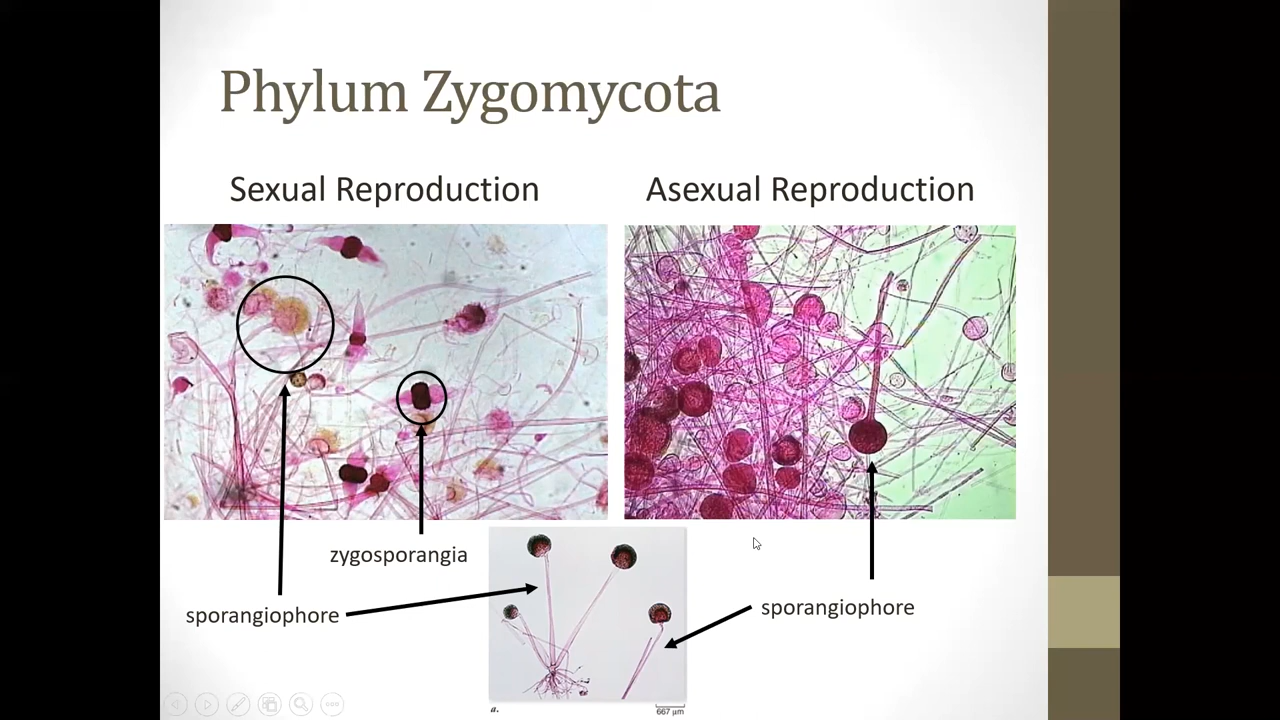 Phylum Zygomycota
Sexual Reproduction
Asexual Reproduction
zygosporangia
sporangiophore
sporangiophore
a.
667 µm